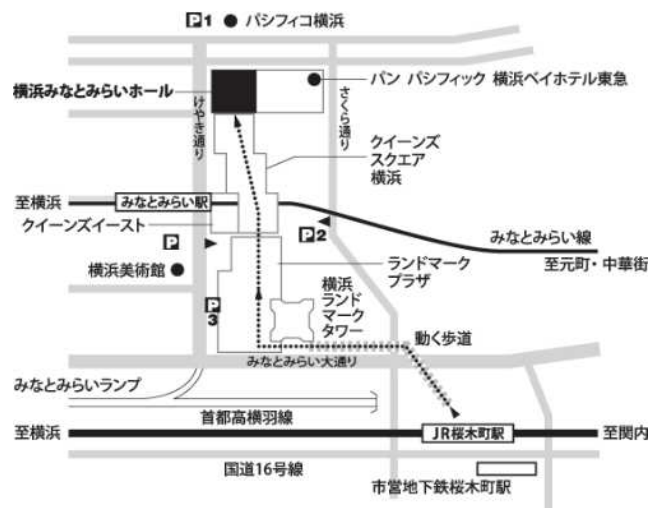 P1 ● パシフィコ横浜
横浜みなとみらいホール
パン パシフィック 横浜ベイホテル東急
けやき通り
さくら通り
クイーンズ
スクエア
横浜
至横浜
みなとみらい駅
クイーンズイースト
P2
みなとみらい線
至元町・中華街
P
横浜美術館
ランドマーク
プラザ
P3
横浜
ランド
マーク
タワー
動く歩道
みなとみらい大通り
みなとみらいランプ
首都高横羽線
至横浜
JR桜木町駅
至関内
国道16号線
市営地下鉄桜木町駅